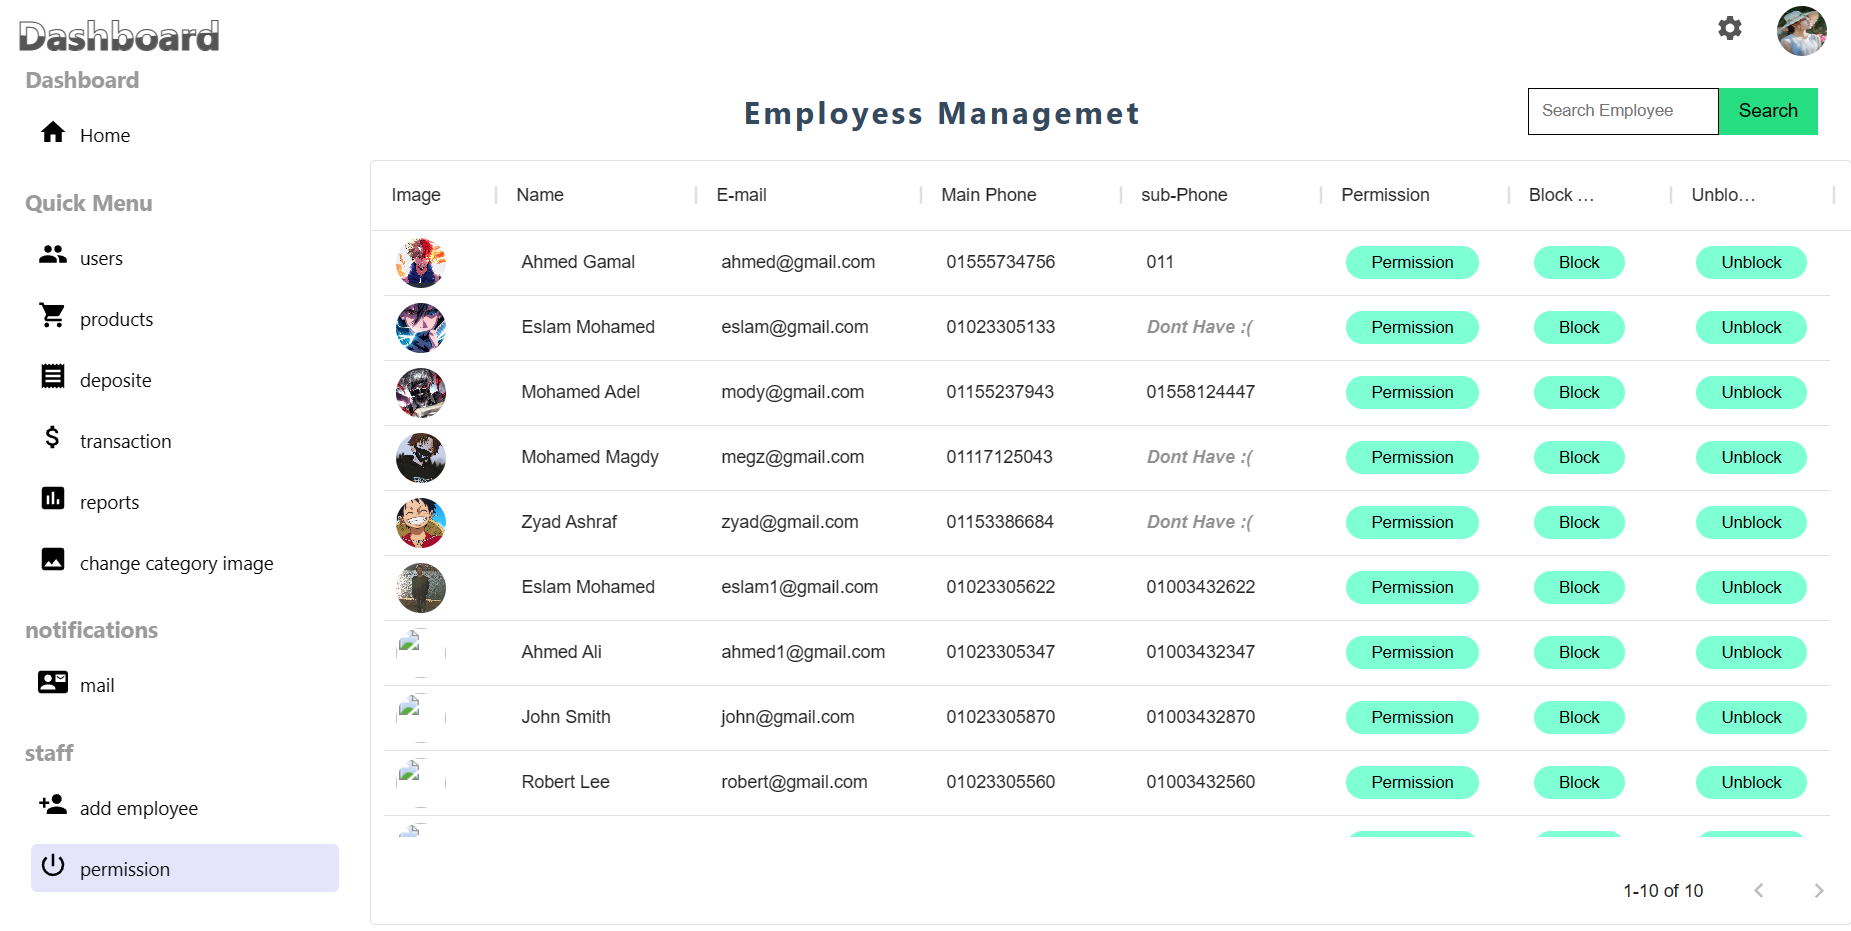 Dashboard
Dashboard
Home
Quick Menu
users
products
deposite
transaction
reports
change category image
notifications
mail
staff
add employee
permission
Employess Managemet
Search Employee Search
Image Name E-mail Main Phone sub-Phone Permission Block ... Unblo...
Ahmed Gamal ahmed@gmail.com 01555734756 011 Permission Block Unblock
Eslam Mohamed eslam@gmail.com 01023305133 Dont Have :( Permission Block Unblock
Mohamed Adel mody@gmail.com 01155237943 01558124447 Permission Block Unblock
Mohamed Magdy megz@gmail.com 01117125043 Dont Have :( Permission Block Unblock
Zyad Ashraf zyad@gmail.com 01153386684 Dont Have :( Permission Block Unblock
Eslam Mohamed eslam1@gmail.com 01023305622 01003432622 Permission Block Unblock
Ahmed Ali ahmed1@gmail.com 01023305347 01003432347 Permission Block Unblock
John Smith john@gmail.com 01023305870 01003432870 Permission Block Unblock
Robert Lee robert@gmail.com 01023305560 01003432560 Permission Block Unblock
1-10 of 10